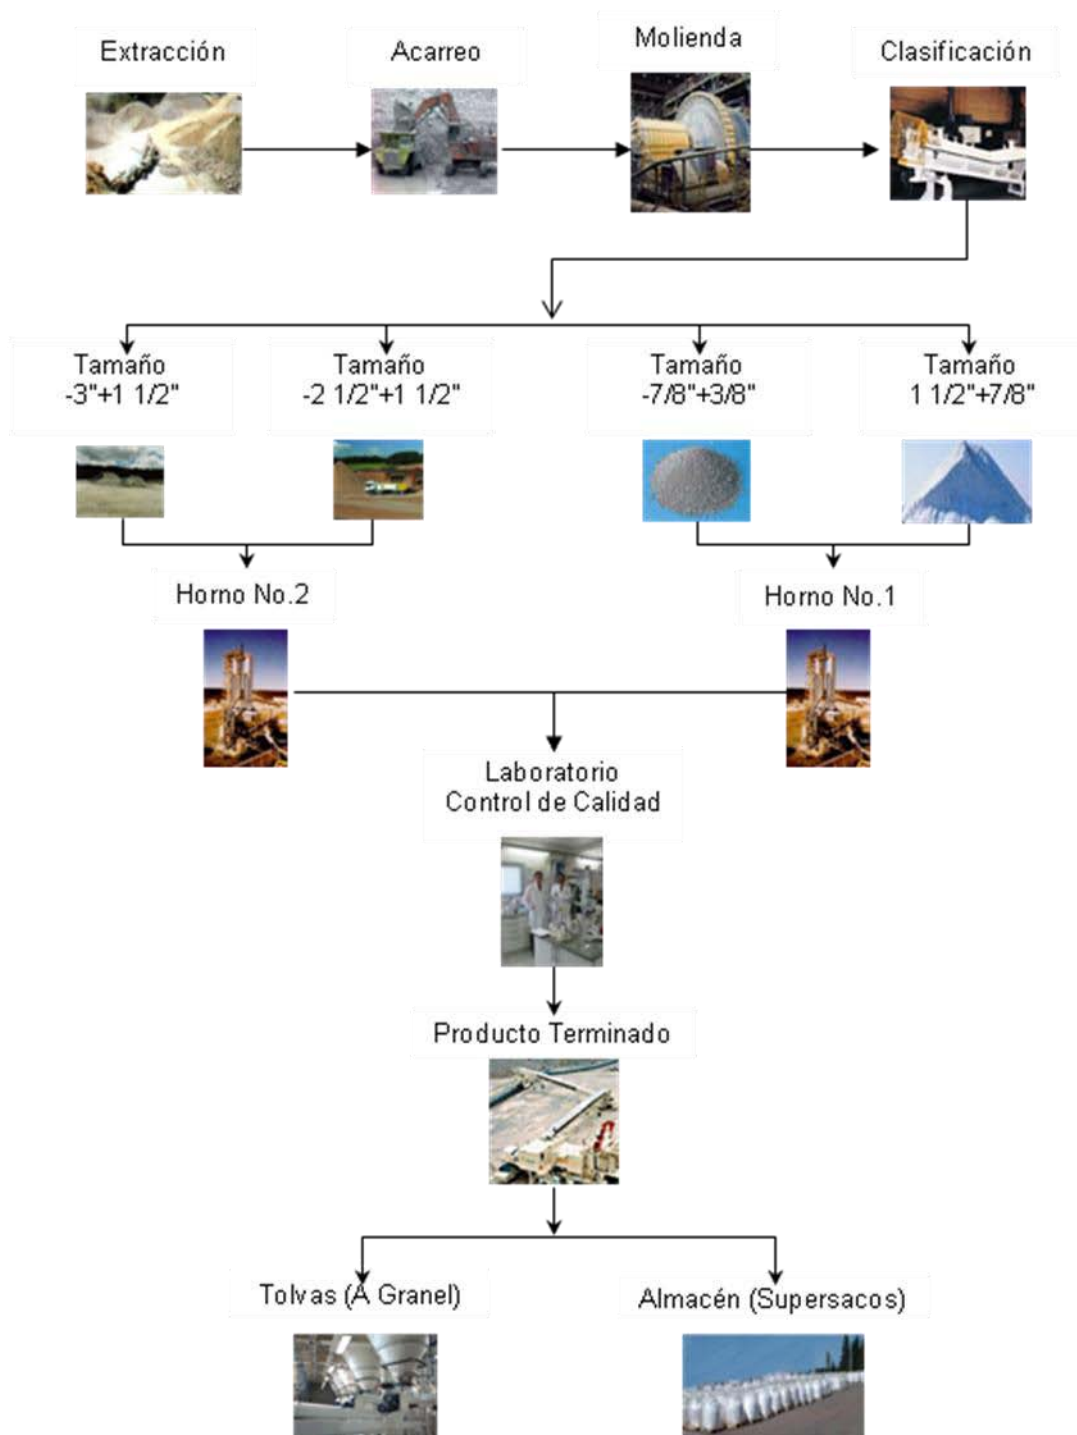 Extracción
Acarreo
Molienda
Clasificación
Tamaño
-3"+1 1/2"
Tamaño
-2 1/2"+1 1/2"
Tamaño
-7/8"+3/8"
Tamaño
1 1/2"+7/8"
Horno No.2
Horno No.1
Laboratorio
Control de Calidad
Producto Terminado
Tolvas (A Granel)
Almacén (Supersacos)